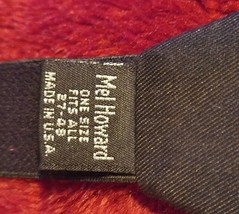 Mel Howard
ONE SIZE
FITS ALL
27-48
MADE IN U.S.A.